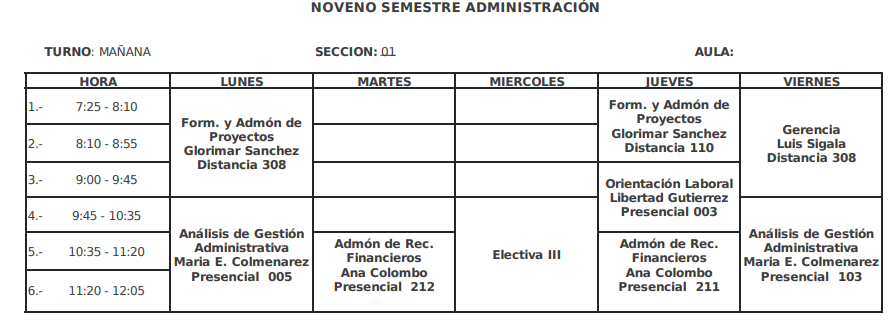 NOVENO SEMESTRE ADMINISTRACIÓN
TURNO: MAÑANA SECCION: 01 AULA:
HORA LUNES MARTES MIERCOLES JUEVES VIERNES
1.- 7:25 - 8:10
2.- 8:10 - 8:55
3.- 9:00 - 9:45
4.- 9:45 - 10:35
5.- 10:35 - 11:20
6.- 11:20 - 12:05
Form. y Admón de
Proyectos
Glorimar Sanchez
Distancia 308
Análisis de Gestión
Administrativa
Maria E. Colmenarez
Presencial 005
Admón de Rec.
Financieros
Ana Colombo
Presencial 212
Electiva III
Form. y Admón de
Proyectos
Glorimar Sanchez
Distancia 110
Orientación Laboral
Libertad Gutierrez
Presencial 003
Admón de Rec.
Financieros
Ana Colombo
Presencial 211
Gerencia
Luis Sigala
Distancia 308
Análisis de Gestión
Administrativa
Maria E. Colmenarez
Presencial 103